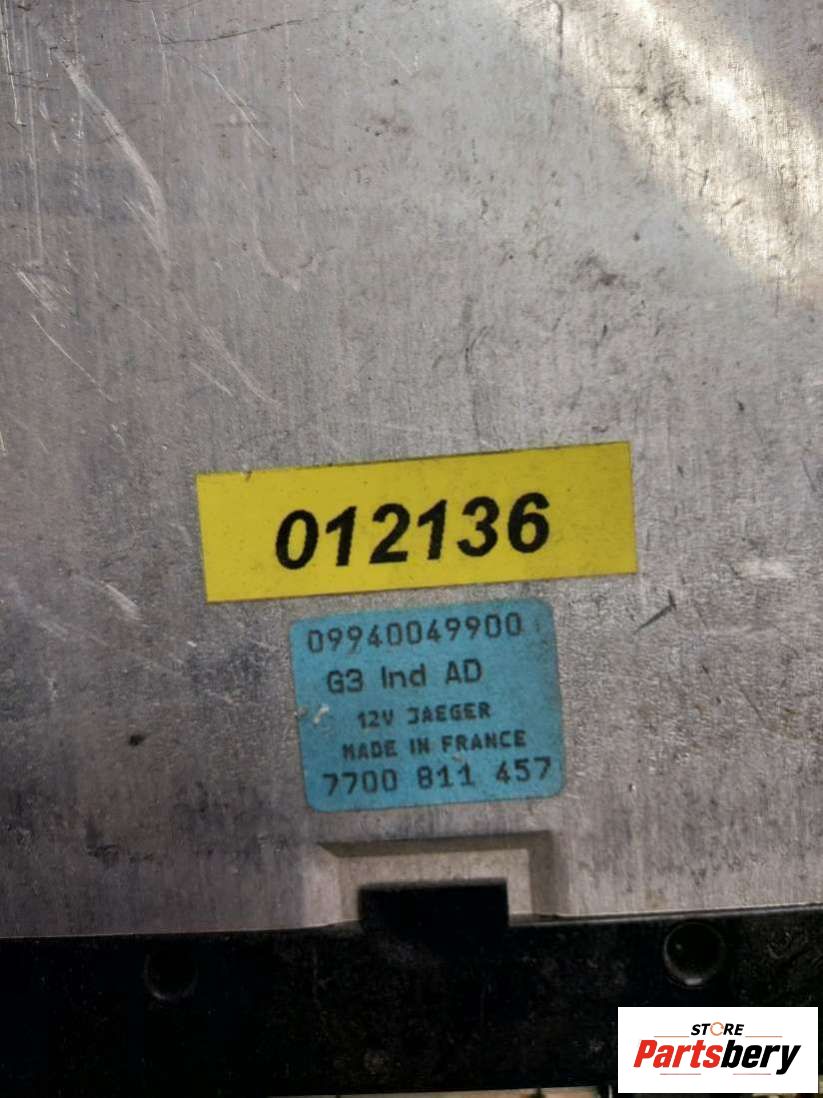 012136
09940049900
G3 Ind AD
12V JAEGER
MADE IN FRANCE
7700 811 457
STORE
Partsbery